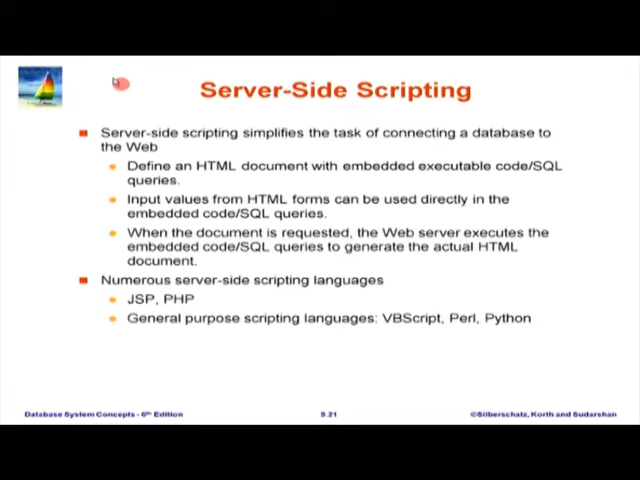 Server-Side Scripting
Server-side scripting simplifies the task of connecting a database to
the Web
Define an HTML document with embedded executable code/SQL
queries.
Input values from HTML forms can be used directly in the
embedded code/SQL queries.
When the document is requested, the Web server executes the
embedded code/SQL queries to generate the actual HTML
document.
Numerous server-side scripting languages
JSP, PHP
General purpose scripting languages: VBScript, Perl, Python
Database System Concepts - 6th Edition
9.21
©Silberschatz, Korth and Sudarshan